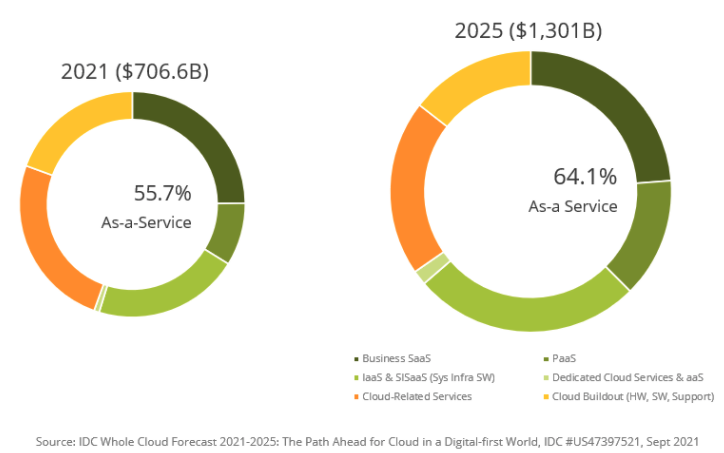 2021 ($706.6B)
55.7%
As-a-Service
2025 ($1,301B)
64.1%
As-a Service
Business SaaS
PaaS
IaaS & SISaaS (Sys Infra SW)
Dedicated Cloud Services & aaS
Cloud-Related Services
Cloud Buildout (HW, SW, Support)
Source: IDC Whole Cloud Forecast 2021-2025: The Path Ahead for Cloud in a Digital-first World, IDC #US47397521, Sept 2021